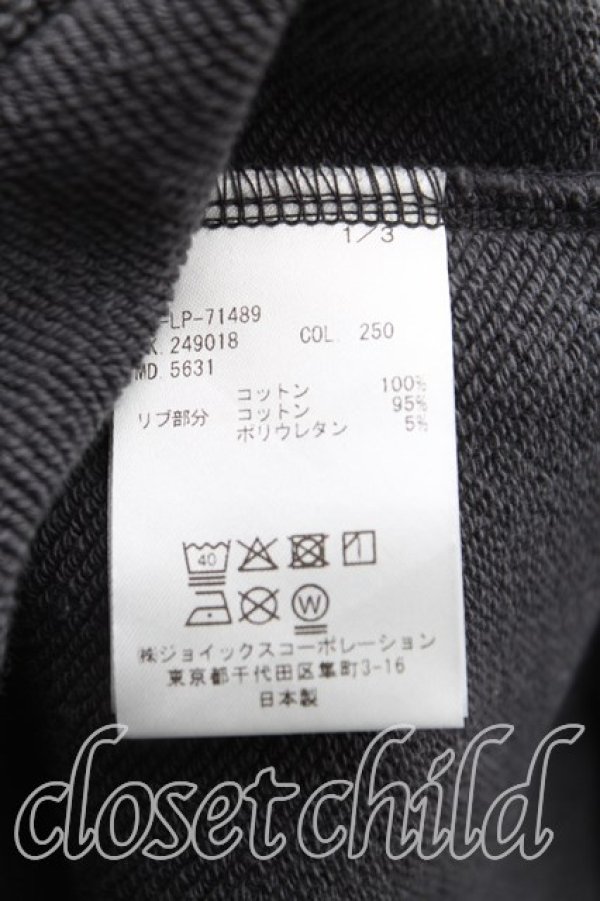 1/3
-LP-71489
. 249018 COL. 250
MD. 5631
コットン 100%
リブ部分 コットン 95%
ポリウレタン 5%
40
W
㈱ジョイックスコーポレーション
東京都千代田区隼町3-16
日本製
closet child